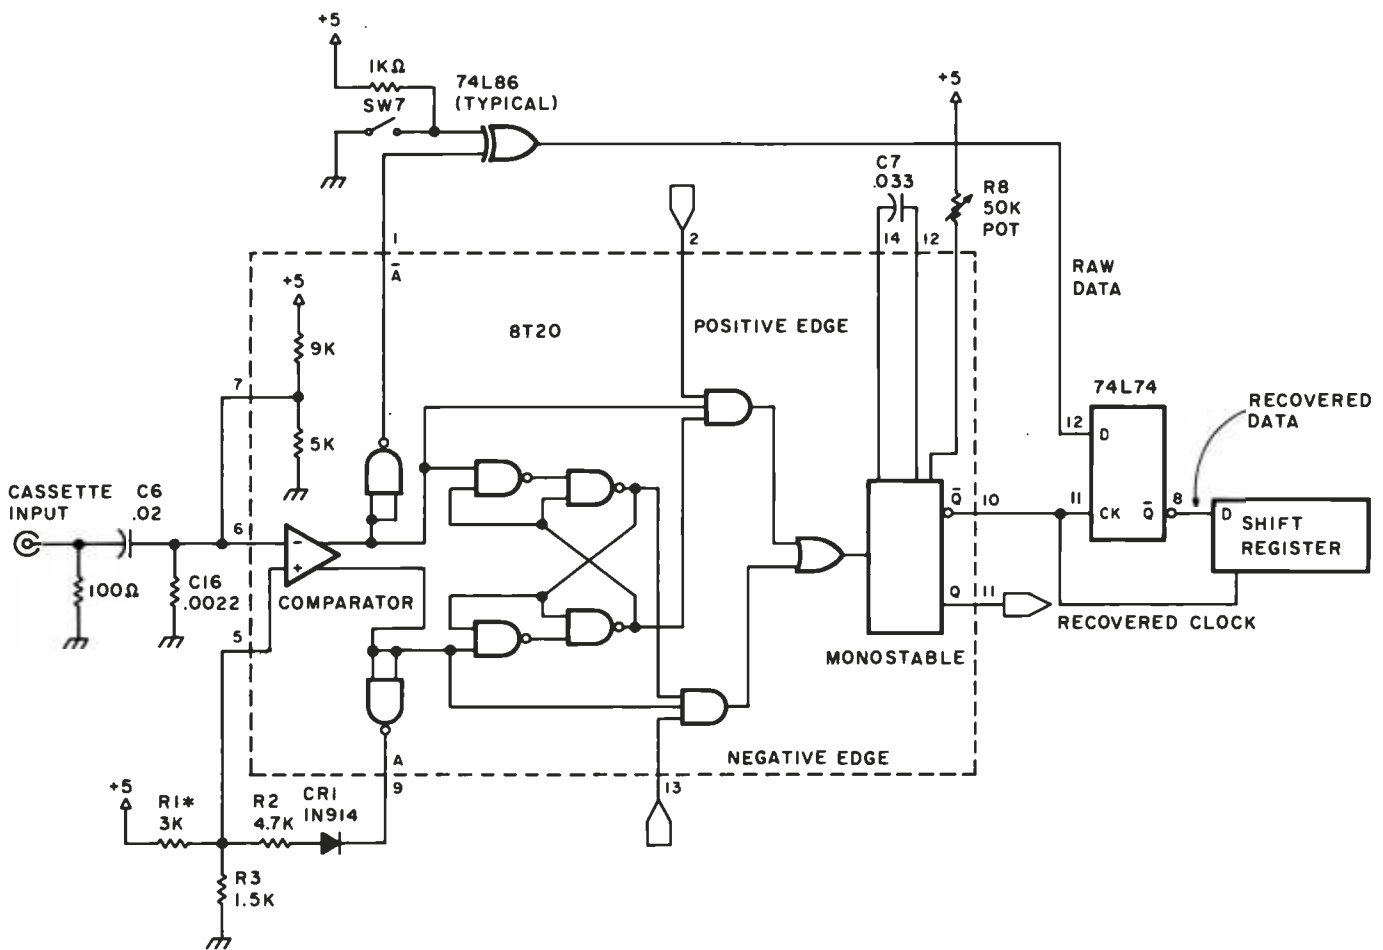 +5
1KΩ
SW7
74L86
(TYPICAL)
+5
C7
.033
R8
50K
POT
1
Ā
2
14
12
+5
9K
8T20
POSITIVE EDGE
RAW
DATA
7
5K
74L74
RECOVERED
DATA
12
D
CASSETTE
INPUT
C6
.02
6
−
+
COMPARATOR
100Ω
C16
.0022
5
Q̄
10
11
CK
Q̄
8
D
SHIFT
REGISTER
Q
11
RECOVERED CLOCK
MONOSTABLE
NEGATIVE EDGE
A
9
13
+5
R1*
3K
R2
4.7K
CR1
1N914
R3
1.5K